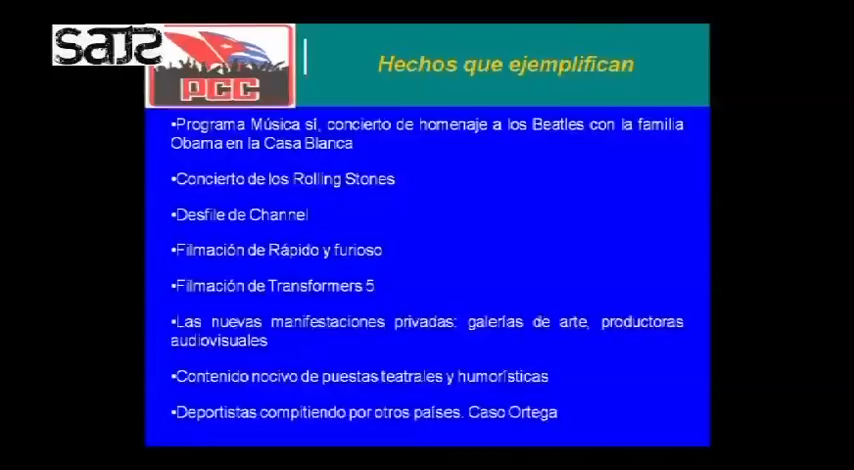 SATS
PCC
Hechos que ejemplifican
•Programa Música sí, concierto de homenaje a los Beatles con la familia
Obama en la Casa Blanca
•Concierto de los Rolling Stones
•Desfile de Channel
•Filmación de Rápido y furioso
•Filmación de Transformers 5
•Las nuevas manifestaciones privadas: galerías de arte, productoras
audiovisuales
•Contenido nocivo de puestas teatrales y humorísticas
•Deportistas compitiendo por otros países. Caso Ortega